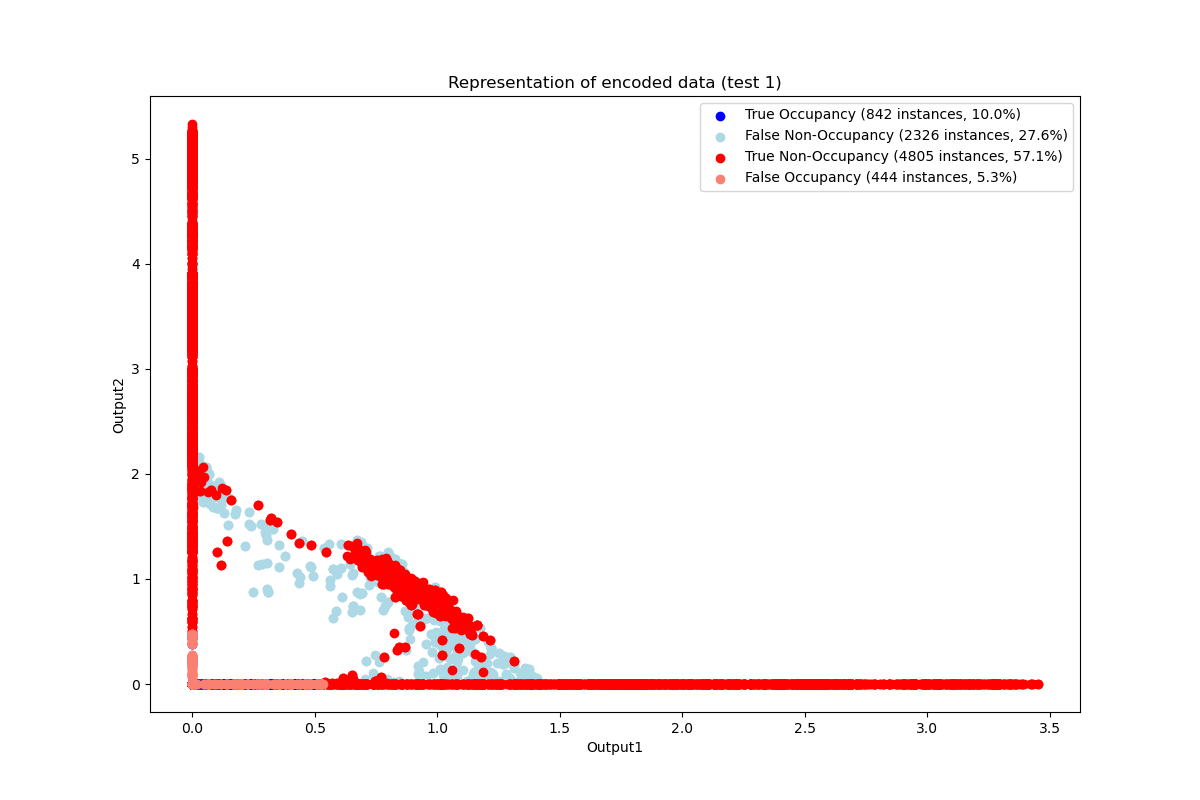 Representation of encoded data (test 1)
True Occupancy (842 instances, 10.0%)
False Non-Occupancy (2326 instances, 27.6%)
True Non-Occupancy (4805 instances, 57.1%)
False Occupancy (444 instances, 5.3%)
5
4
3
Output2
2
1
0
0.0 0.5 1.0 1.5 2.0 2.5 3.0 3.5
Output1